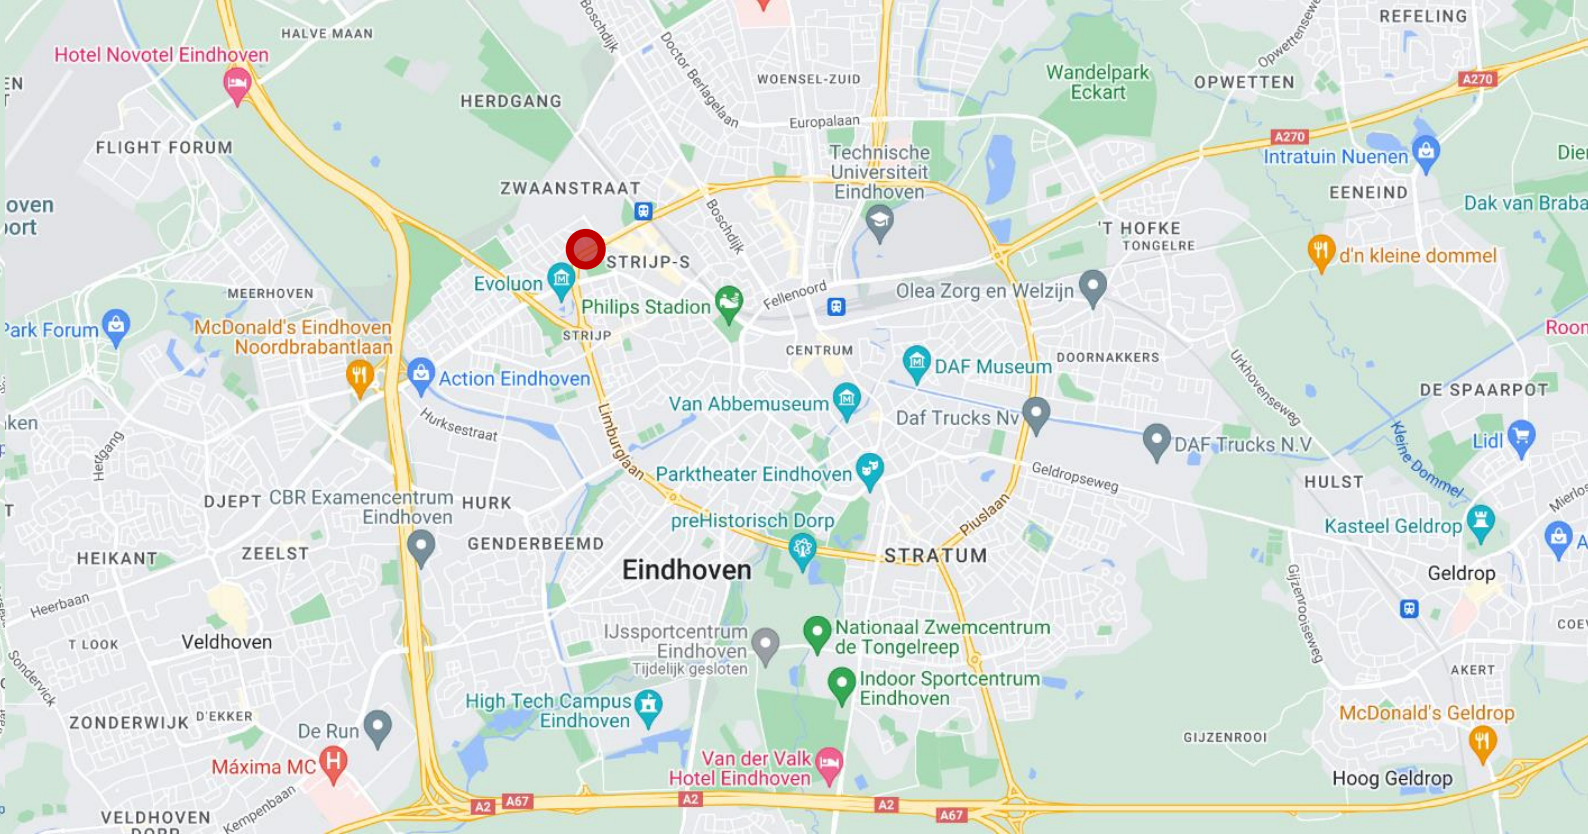 REFELING
HALVE MAAN
Boschdijk
Opwettenseweg
Hotel Novotel Eindhoven
Doctor Berlagelaan
WOENSEL-ZUID
Wandelpark
Eckart
OPWETTEN
A270
HERDGANG
Europalaan
A270
FLIGHT FORUM
Technische
Universiteit
Eindhoven
Intratuin Nuenen
ZWAANSTRAAT
EENEIND
oven
port
Boschdijk
Dak van Braba
'T HOFKE
TONGELRE
STRIJP-S
d'n kleine dommel
Evoluon
MEERHOVEN
Philips Stadion
Fellenoord
Olea Zorg en Welzijn
Park Forum
McDonald's Eindhoven
Noordbrabantlaan
STRIJP
CENTRUM
DOORNAKKERS
Urkhovenseweg
Action Eindhoven
DAF Museum
DE SPAARPOT
Van Abbemuseum
Daf Trucks Nv
Hurksestraat
Limburglaan
Hertgang
DAF Trucks N.V
Lidl
Kleine Dommel
Parktheater Eindhoven
Geldropseweg
HULST
DJEPT
CBR Examencentrum
Eindhoven
HURK
preHistorisch Dorp
Piuslaan
Kasteel Geldrop
HEIKANT
ZEELST
GENDERBEEMD
STRATUM
Eindhoven
Geldrop
Gijzenrooiseweg
Heerbaan
T LOOK
Veldhoven
IJssportcentrum
Eindhoven
Tijdelijk gesloten
Nationaal Zwemcentrum
de Tongelreep
Sondervick
AKERT
Indoor Sportcentrum
Eindhoven
High Tech Campus
Eindhoven
ZONDERWIJK
D'EKKER
De Run
McDonald's Geldrop
GIJZENROOI
Máxima MC
Van der Valk
Hotel Eindhoven
Hoog Geldrop
A2
A67
A2
A2
A67
Kempenbaan
VELDHOVEN
DORP